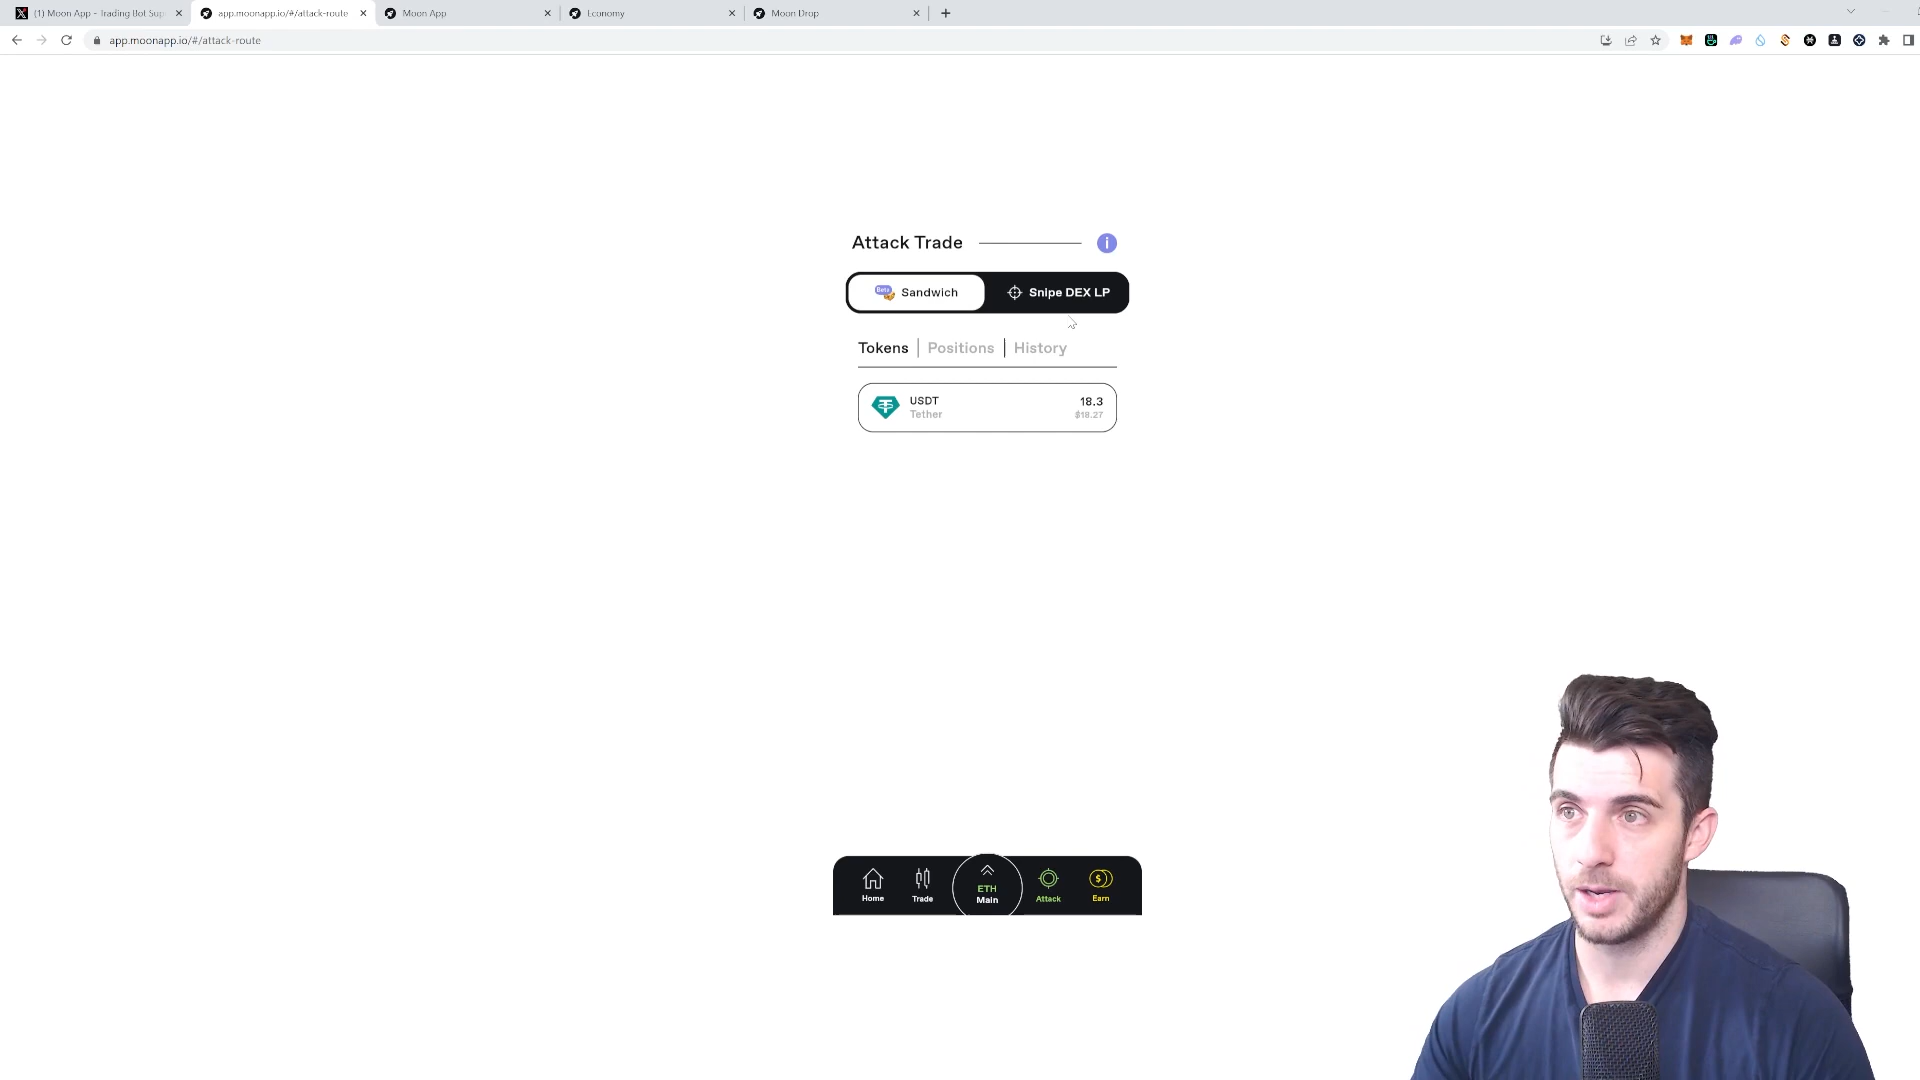 (1) Moon App - Trading Bot Sup
app.moonapp.io/#/attack-route
Moon App
Economy
Moon Drop
app.moonapp.io/#/attack-route
Attack Trade
i
Beta
Sandwich
Snipe DEX LP
Tokens | Positions | History
USDT
18.3
Tether
$18.27
ETH
Home
Trade
Main
Attack
Earn